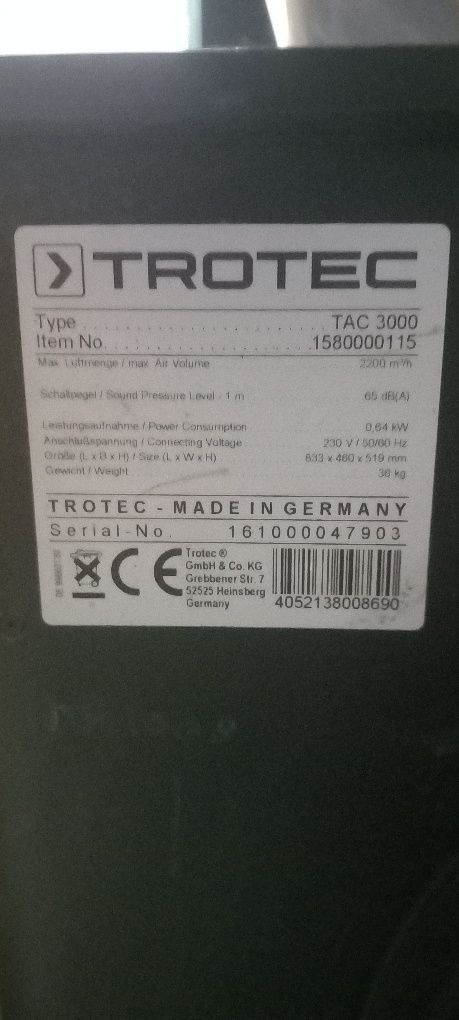 TROTEC
Type . . . . . . . . . . . . . . . . . . . . . . TAC 3000
Item No. . . . . . . . . . . . . . . . . . . .1580000115
Max. Luftmenge / max. Air Volume 2200 m³/h
Schallpegel / Sound Pressure Level - 1 m 65 dB(A)
Leistungsaufnahme / Power Consumption 0,64 kW
Anschlußspannung / Connecting Voltage 230 V / 50/60 Hz
Größe (L x B x H) / Size (L x W x H) 633 x 460 x 519 mm
Gewicht / Weight 36 kg
TROTEC - MADE IN GERMANY
Serial-No. 161000047903
CE
Trotec ®
GmbH & Co. KG
Grebbener Str. 7
52525 Heinsberg
Germany
4052138008690